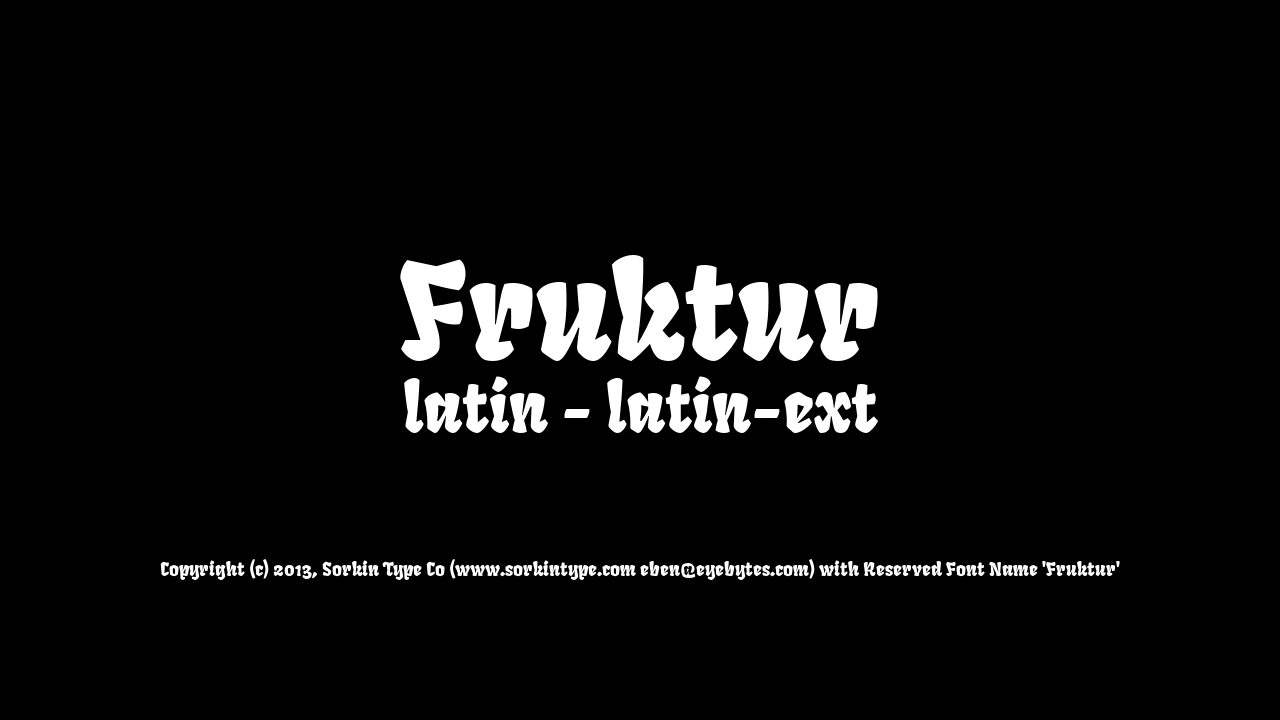 Fruktur
latin - latin-ext
Copyright (c) 2013, Sorkin Type Co (www.sorkintype.com eben@eyebytes.com) with Reserved Font Name 'Fruktur'